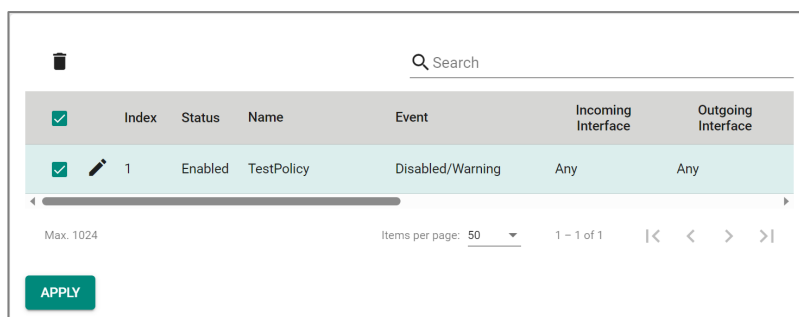 Search
Index Status Name Event Incoming Interface Outgoing Interface
1 Enabled TestPolicy Disabled/Warning Any Any
Max. 1024 Items per page: 50 1 – 1 of 1
APPLY